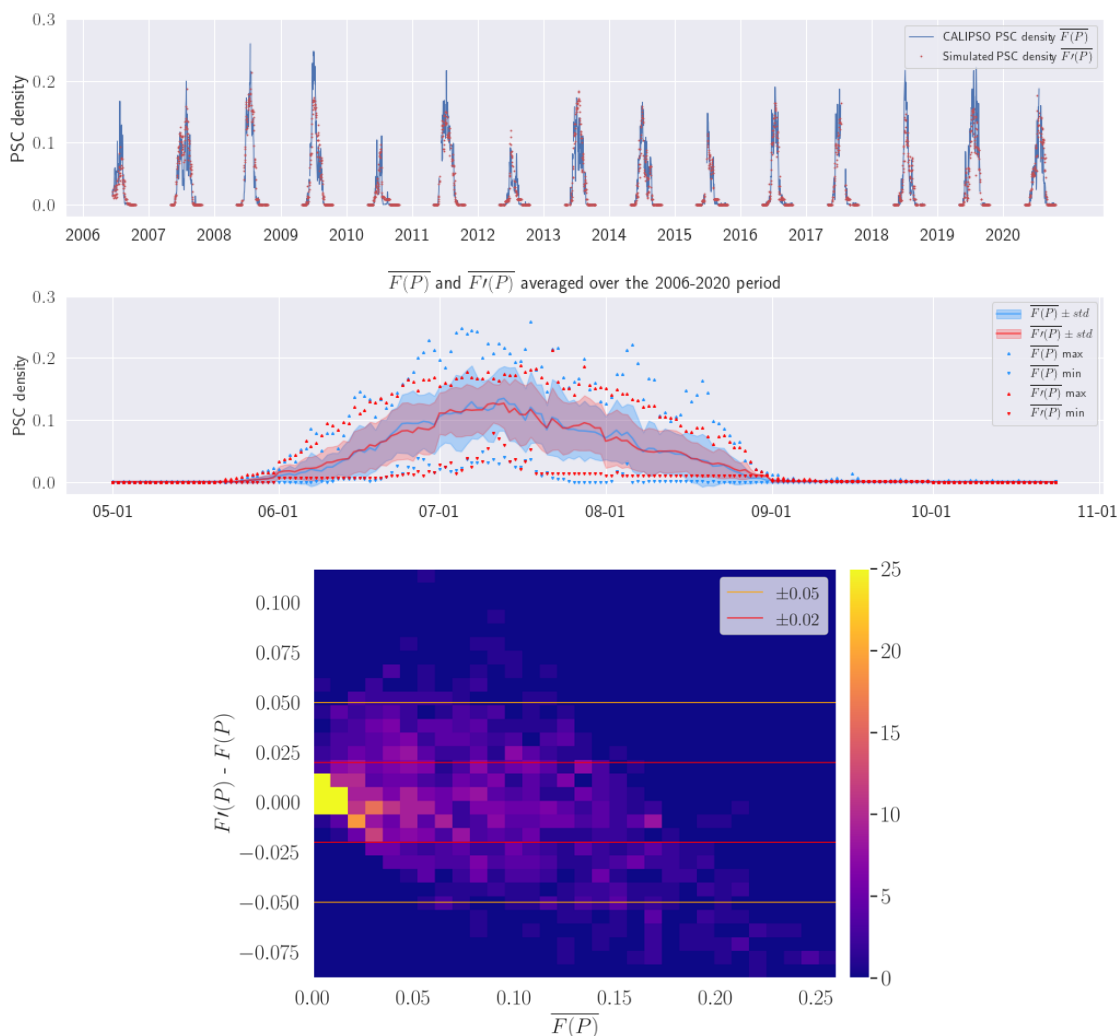 0.3
0.2
0.1
0.0
PSC density
CALIPSO PSC density F(P)
Simulated PSC density F′(P)
2006 2007 2008 2009 2010 2011 2012 2013 2014 2015 2016 2017 2018 2019 2020
F(P) and F′(P) averaged over the 2006-2020 period
0.3
0.2
0.1
0.0
PSC density
F(P) ± std
F′(P) ± std
F(P) max
F(P) min
F′(P) max
F′(P) min
05-01 06-01 07-01 08-01 09-01 10-01 11-01
0.100
0.075
0.050
0.025
0.000
−0.025
−0.050
−0.075
F′(P) - F(P)
±0.05
±0.02
25
20
15
10
5
0
0.00 0.05 0.10 0.15 0.20 0.25
F(P)